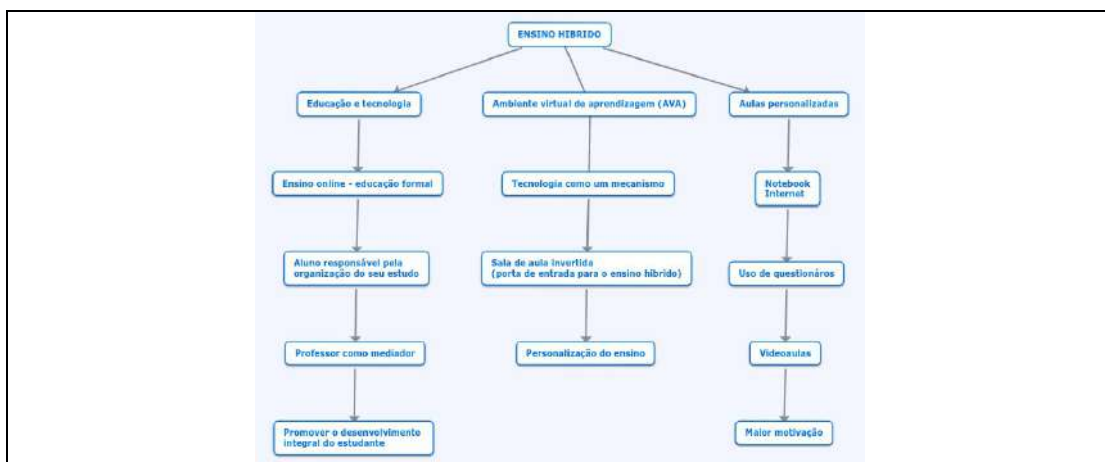 ENSINO HIBRIDO
Educação e tecnologia
Ambiente virtual de aprendizagem (AVA)
Aulas personalizadas
Ensino online - educação formal
Tecnologia como um mecanismo
Notebook
Internet
Aluno responsável pela
organização do seu estudo
Sala de aula invertida
(porta de entrada para o ensino híbrido)
Uso de questionáros
Professor como mediador
Personalização do ensino
Videoaulas
Promover o desenvolvimento
integral do estudante
Maior motivação